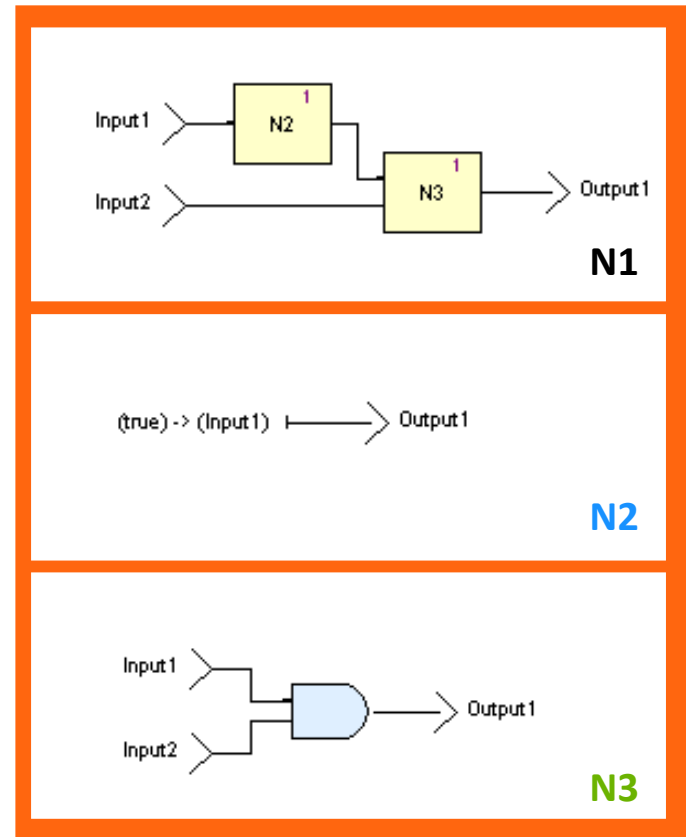 1
Input1
N2
1
N3
Output1
Input2
N1
(true) -> (Input1)
Output1
N2
Input1
Output1
Input2
N3